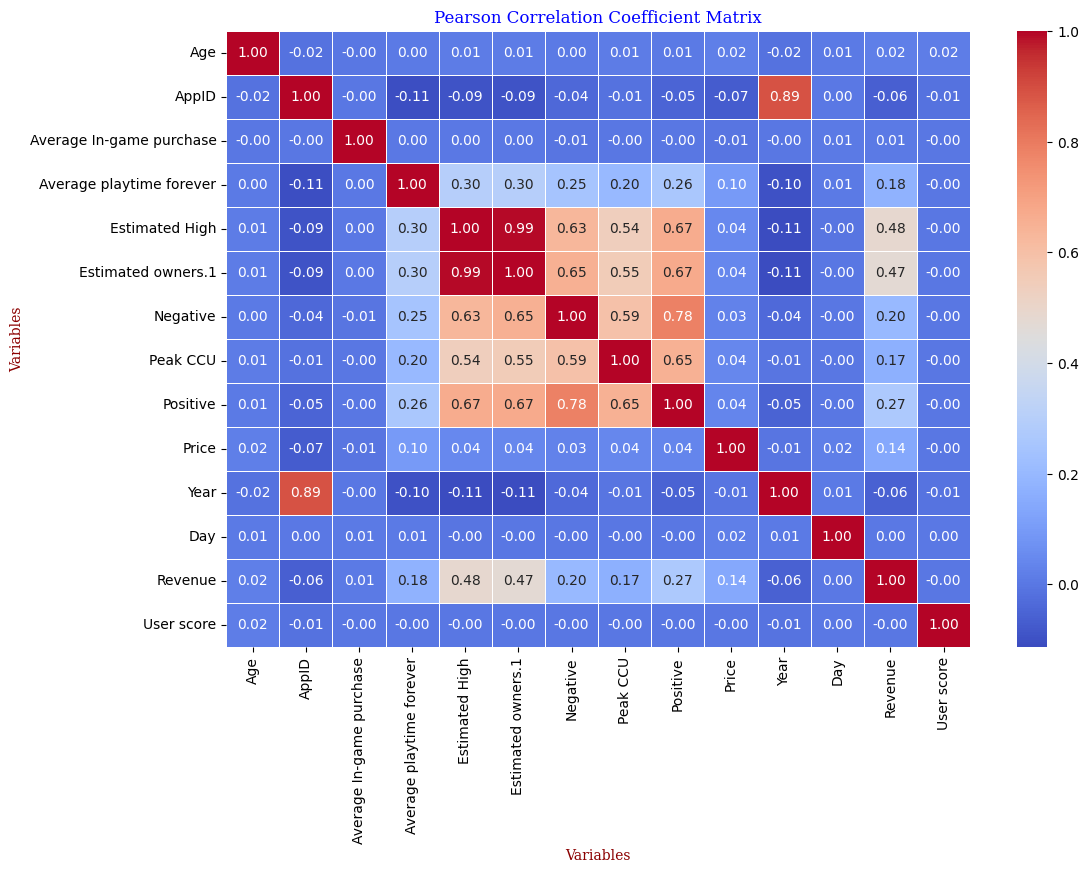 Pearson Correlation Coefficient Matrix
Age 1.00 -0.02 -0.00 0.00 0.01 0.01 0.00 0.01 0.01 0.02 -0.02 0.01 0.02 0.02
AppID -0.02 1.00 -0.00 -0.11 -0.09 -0.09 -0.04 -0.01 -0.05 -0.07 0.89 0.00 -0.06 -0.01
Average In-game purchase -0.00 -0.00 1.00 0.00 0.00 0.00 -0.01 -0.00 -0.00 -0.01 -0.00 0.01 0.01 -0.00
Average playtime forever 0.00 -0.11 0.00 1.00 0.30 0.30 0.25 0.20 0.26 0.10 -0.10 0.01 0.18 -0.00
Estimated High 0.01 -0.09 0.00 0.30 1.00 0.99 0.63 0.54 0.67 0.04 -0.11 -0.00 0.48 -0.00
Estimated owners.1 0.01 -0.09 0.00 0.30 0.99 1.00 0.65 0.55 0.67 0.04 -0.11 -0.00 0.47 -0.00
Negative 0.00 -0.04 -0.01 0.25 0.63 0.65 1.00 0.59 0.78 0.03 -0.04 -0.00 0.20 -0.00
Peak CCU 0.01 -0.01 -0.00 0.20 0.54 0.55 0.59 1.00 0.65 0.04 -0.01 -0.00 0.17 -0.00
Positive 0.01 -0.05 -0.00 0.26 0.67 0.67 0.78 0.65 1.00 0.04 -0.05 -0.00 0.27 -0.00
Price 0.02 -0.07 -0.01 0.10 0.04 0.04 0.03 0.04 0.04 1.00 -0.01 0.02 0.14 -0.00
Year -0.02 0.89 -0.00 -0.10 -0.11 -0.11 -0.04 -0.01 -0.05 -0.01 1.00 0.01 -0.06 -0.01
Day 0.01 0.00 0.01 0.01 -0.00 -0.00 -0.00 -0.00 -0.00 0.02 0.01 1.00 0.00 0.00
Revenue 0.02 -0.06 0.01 0.18 0.48 0.47 0.20 0.17 0.27 0.14 -0.06 0.00 1.00 -0.00
User score 0.02 -0.01 -0.00 -0.00 -0.00 -0.00 -0.00 -0.00 -0.00 -0.00 -0.01 0.00 -0.00 1.00
Variables
Age
AppID
Average In-game purchase
Average playtime forever
Estimated High
Estimated owners.1
Negative
Peak CCU
Positive
Price
Year
Day
Revenue
User score
Variables
1.0
0.8
0.6
0.4
0.2
0.0